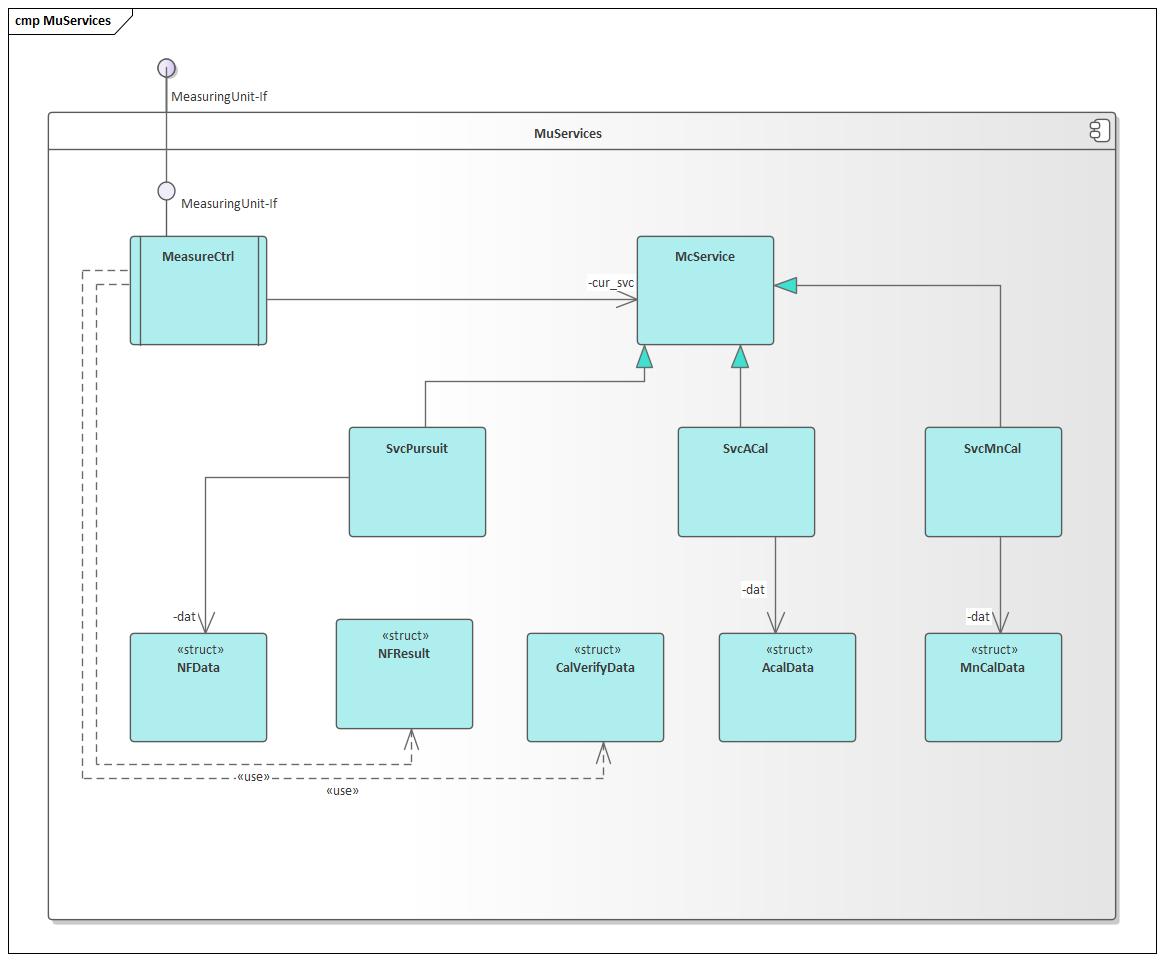 cmp MuServices
MeasuringUnit-If
MuServices
MeasuringUnit-If
MeasureCtrl
McService
-cur_svc
SvcPursuit
SvcACal
SvcMnCal
-dat
-dat
-dat
«struct»
NFData
«struct»
NFResult
«struct»
CalVerifyData
«struct»
AcalData
«struct»
MnCalData
«use»
«use»